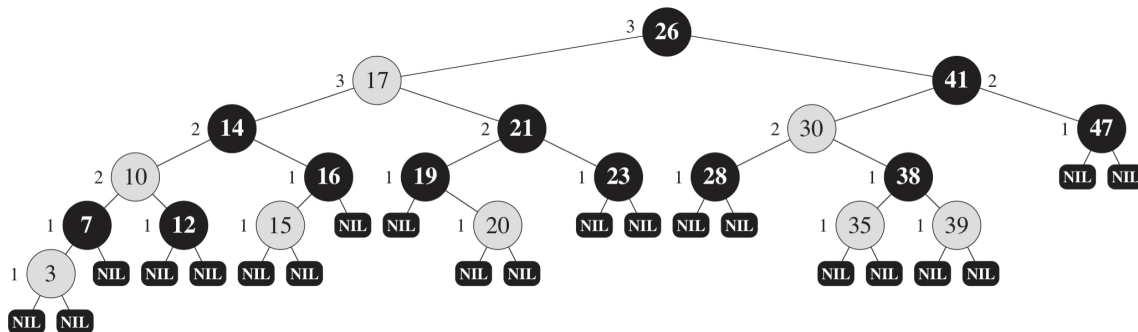 3 26
3 17 41 2
2 14 2 21 2 30 1 47
NIL NIL
2 10 1 16 1 19 1 23 1 28 1 38
1 7 1 12 1 15 NIL NIL 1 20 NIL NIL NIL NIL 1 35 1 39
1 3 NIL NIL NIL NIL NIL NIL NIL NIL NIL NIL NIL
NIL NIL